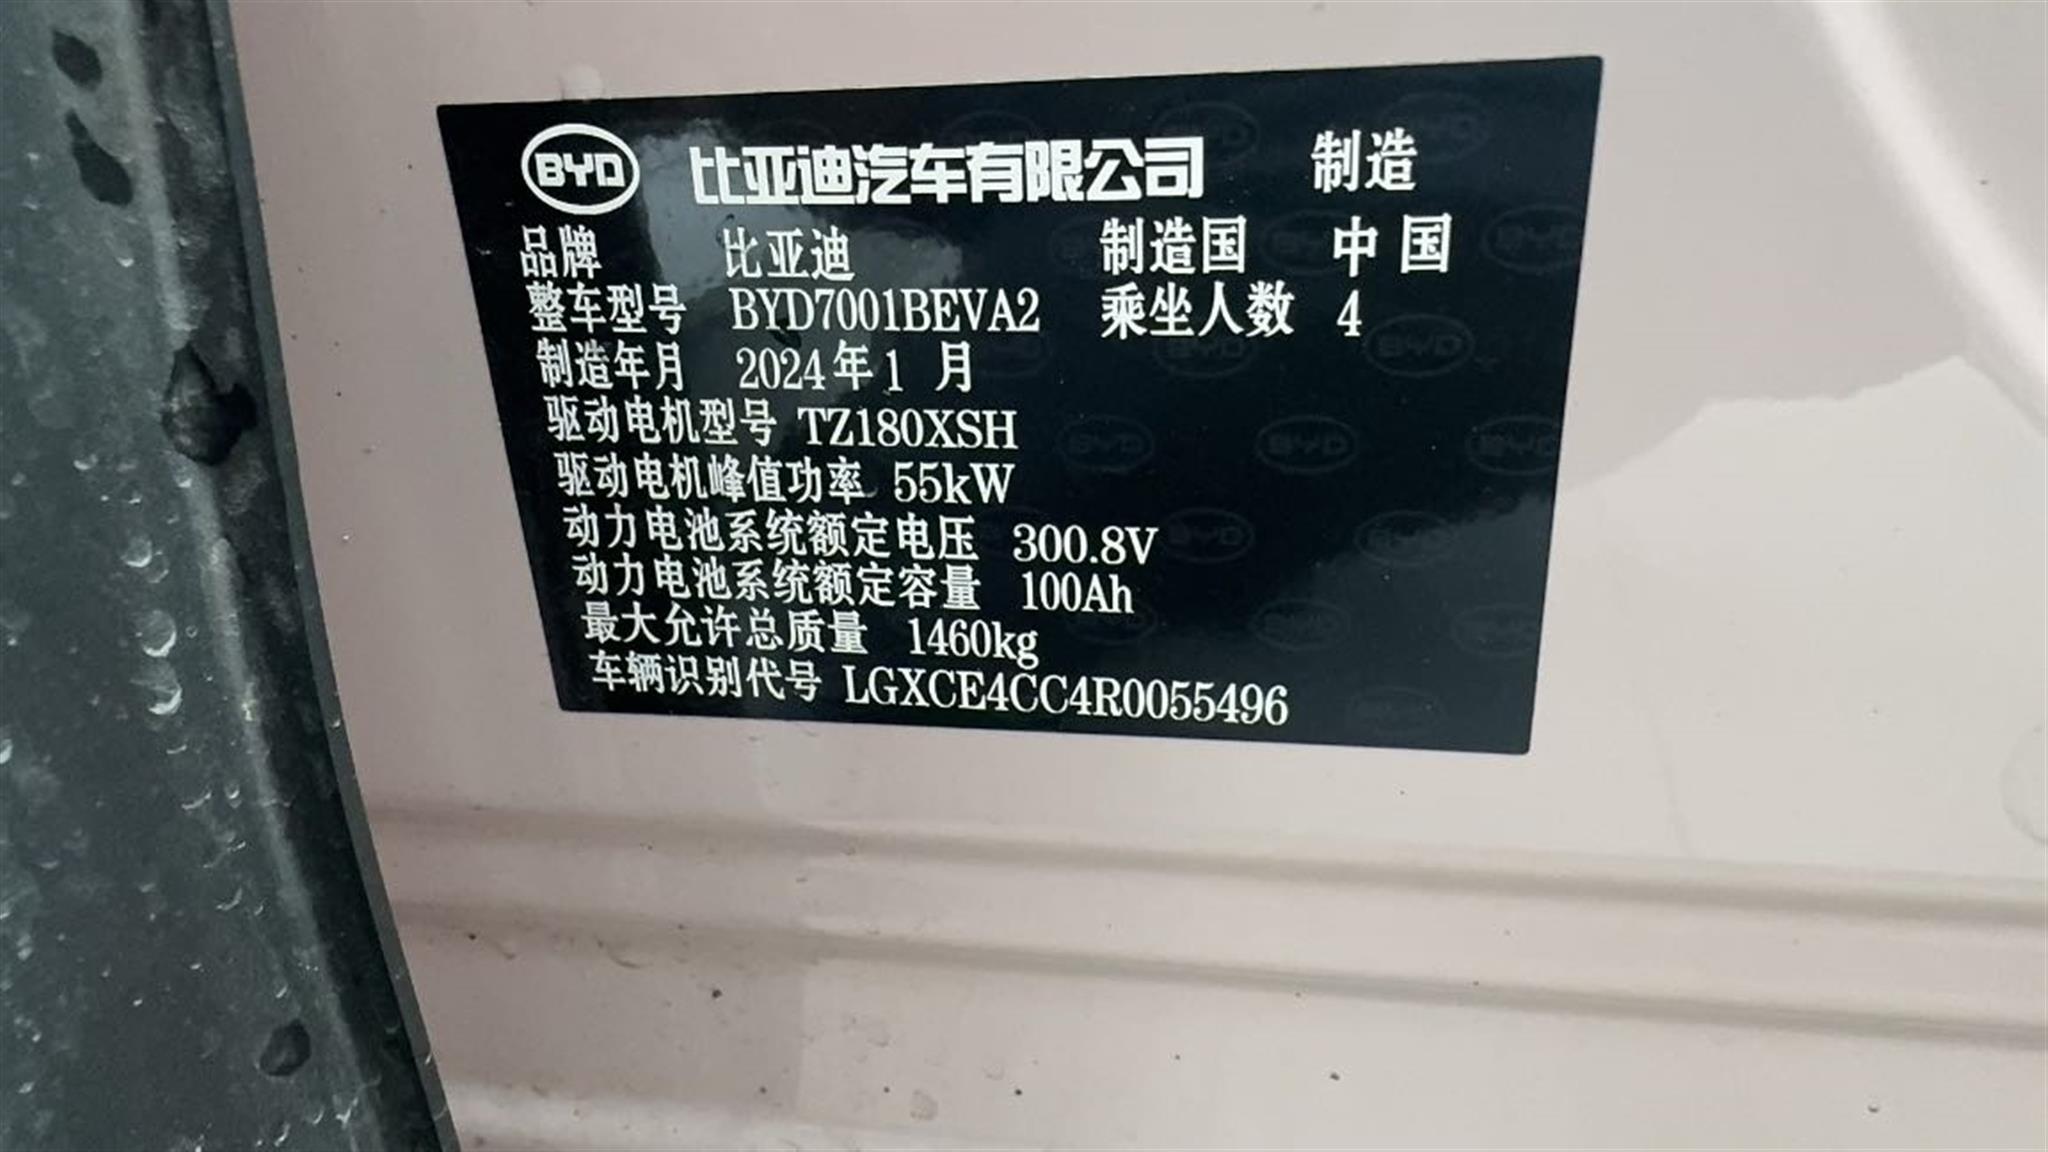 BYD 比亚迪汽车有限公司 制造
品牌 比亚迪 制造国 中国
整车型号 BYD7001BEVA2 乘坐人数 4
制造年月 2024年1月
驱动电机型号 TZ180XSH
驱动电机峰值功率 55kW
动力电池系统额定电压 300.8V
动力电池系统额定容量 100Ah
最大允许总质量 1460kg
车辆识别代号 LGXCE4CC4R0055496